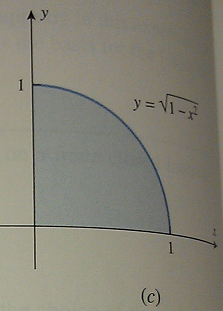 y
1
y = √1 − x²
1
(c)